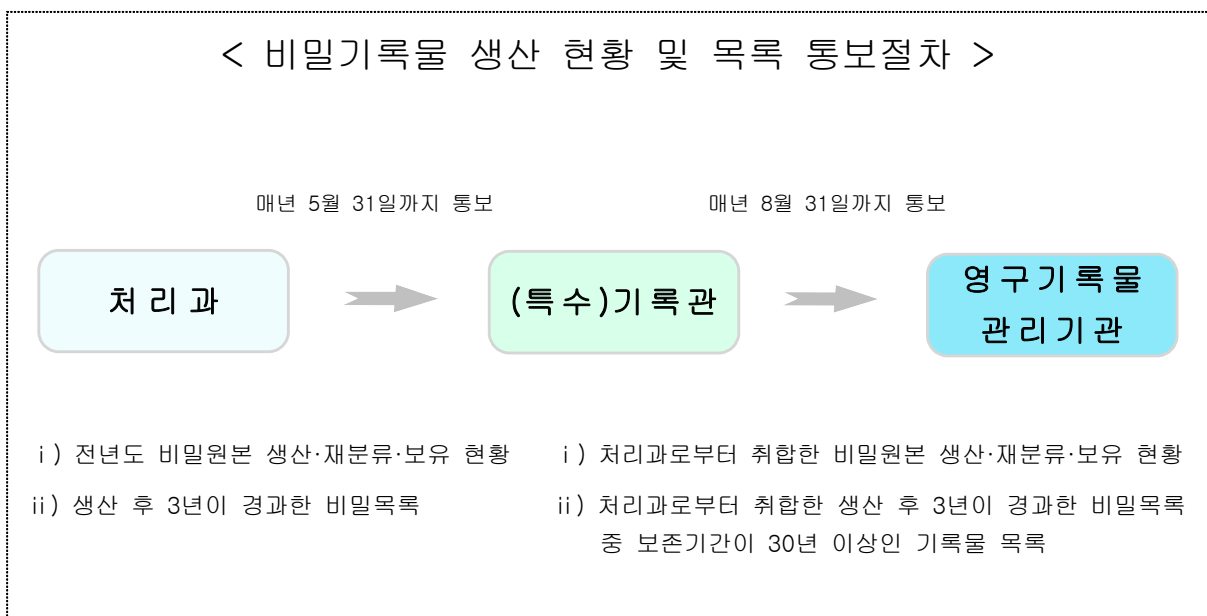 < 비밀기록물 생산 현황 및 목록 통보절차 >
매년 5월 31일까지 통보
매년 8월 31일까지 통보
처리과
(특수)기록관
영구기록물
관리기관
ⅰ) 전년도 비밀원본 생산·재분류·보유 현황
ⅱ) 생산 후 3년이 경과한 비밀목록
ⅰ) 처리과로부터 취합한 비밀원본 생산·재분류·보유 현황
ⅱ) 처리과로부터 취합한 생산 후 3년이 경과한 비밀목록
중 보존기간이 30년 이상인 기록물 목록